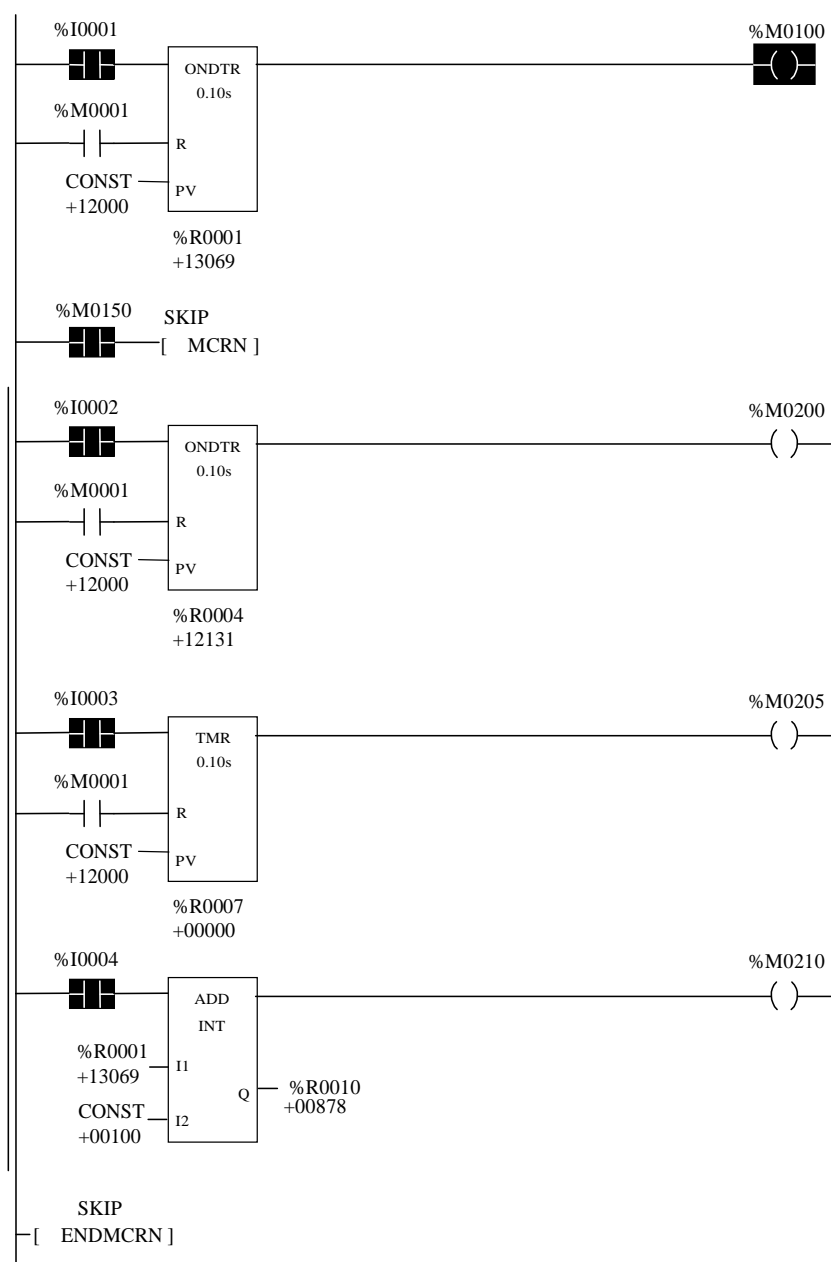 %I0001
%M0100
ONDTR
0.10s
%M0001
R
CONST
+12000
PV
%R0001
+13069
%M0150
SKIP
[ MCRN ]
%I0002
%M0200
ONDTR
0.10s
%M0001
R
CONST
+12000
PV
%R0004
+12131
%I0003
%M0205
TMR
0.10s
%M0001
R
CONST
+12000
PV
%R0007
+00000
%I0004
%M0210
ADD
INT
%R0001
+13069
I1
Q
%R0010
+00878
CONST
+00100
I2
SKIP
[ ENDMCRN ]